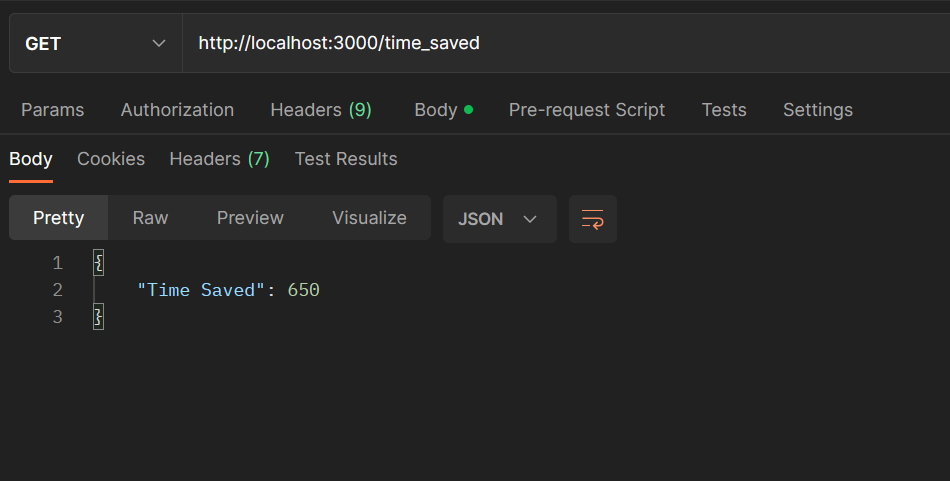 GET http://localhost:3000/time_saved
Params Authorization Headers (9) Body Pre-request Script Tests Settings
Body Cookies Headers (7) Test Results
Pretty Raw Preview Visualize JSON
1 {
2 "Time Saved": 650
3 }